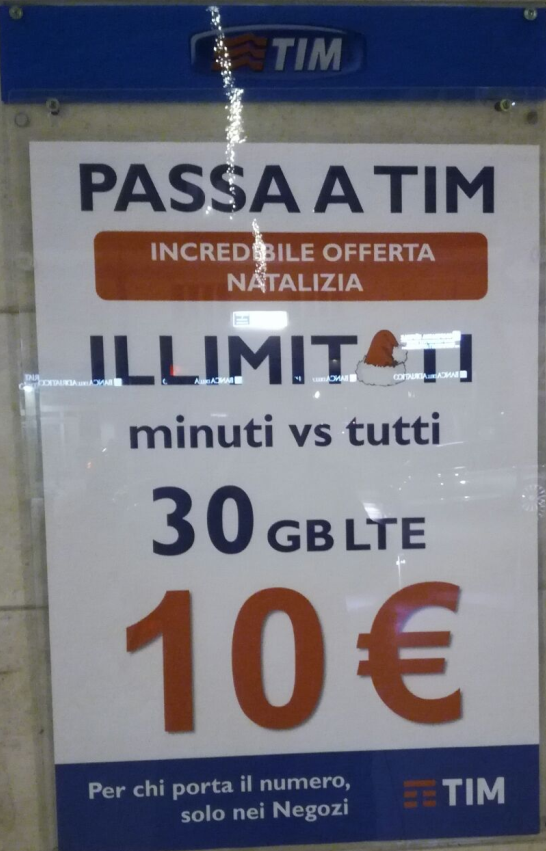 TIM
PASSA A TIM
INCREDIBILE OFFERTA
NATALIZIA
ILLIMITATI
minuti vs tutti
30 GB LTE
10€
Per chi porta il numero,
solo nei Negozi
TIM